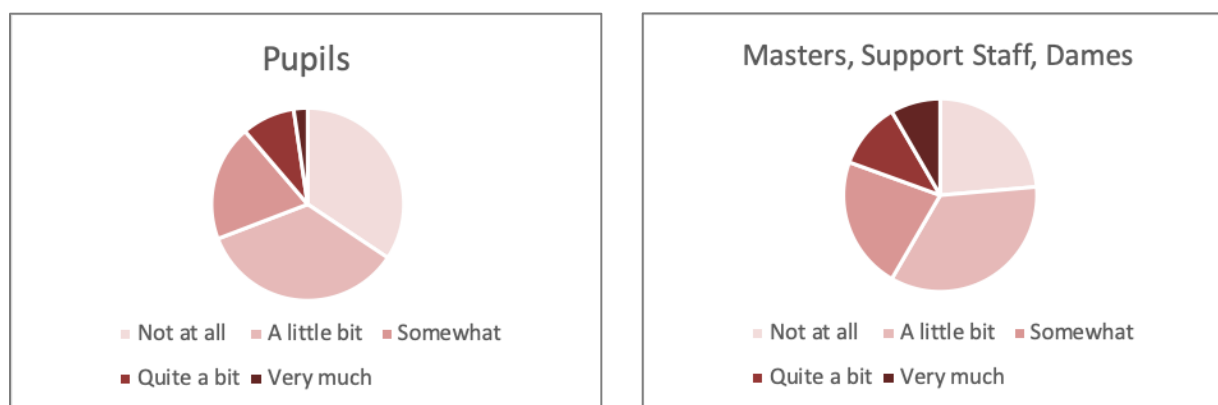 Pupils
Not at all A little bit Somewhat
Quite a bit Very much
Masters, Support Staff, Dames
Not at all A little bit Somewhat
Quite a bit Very much